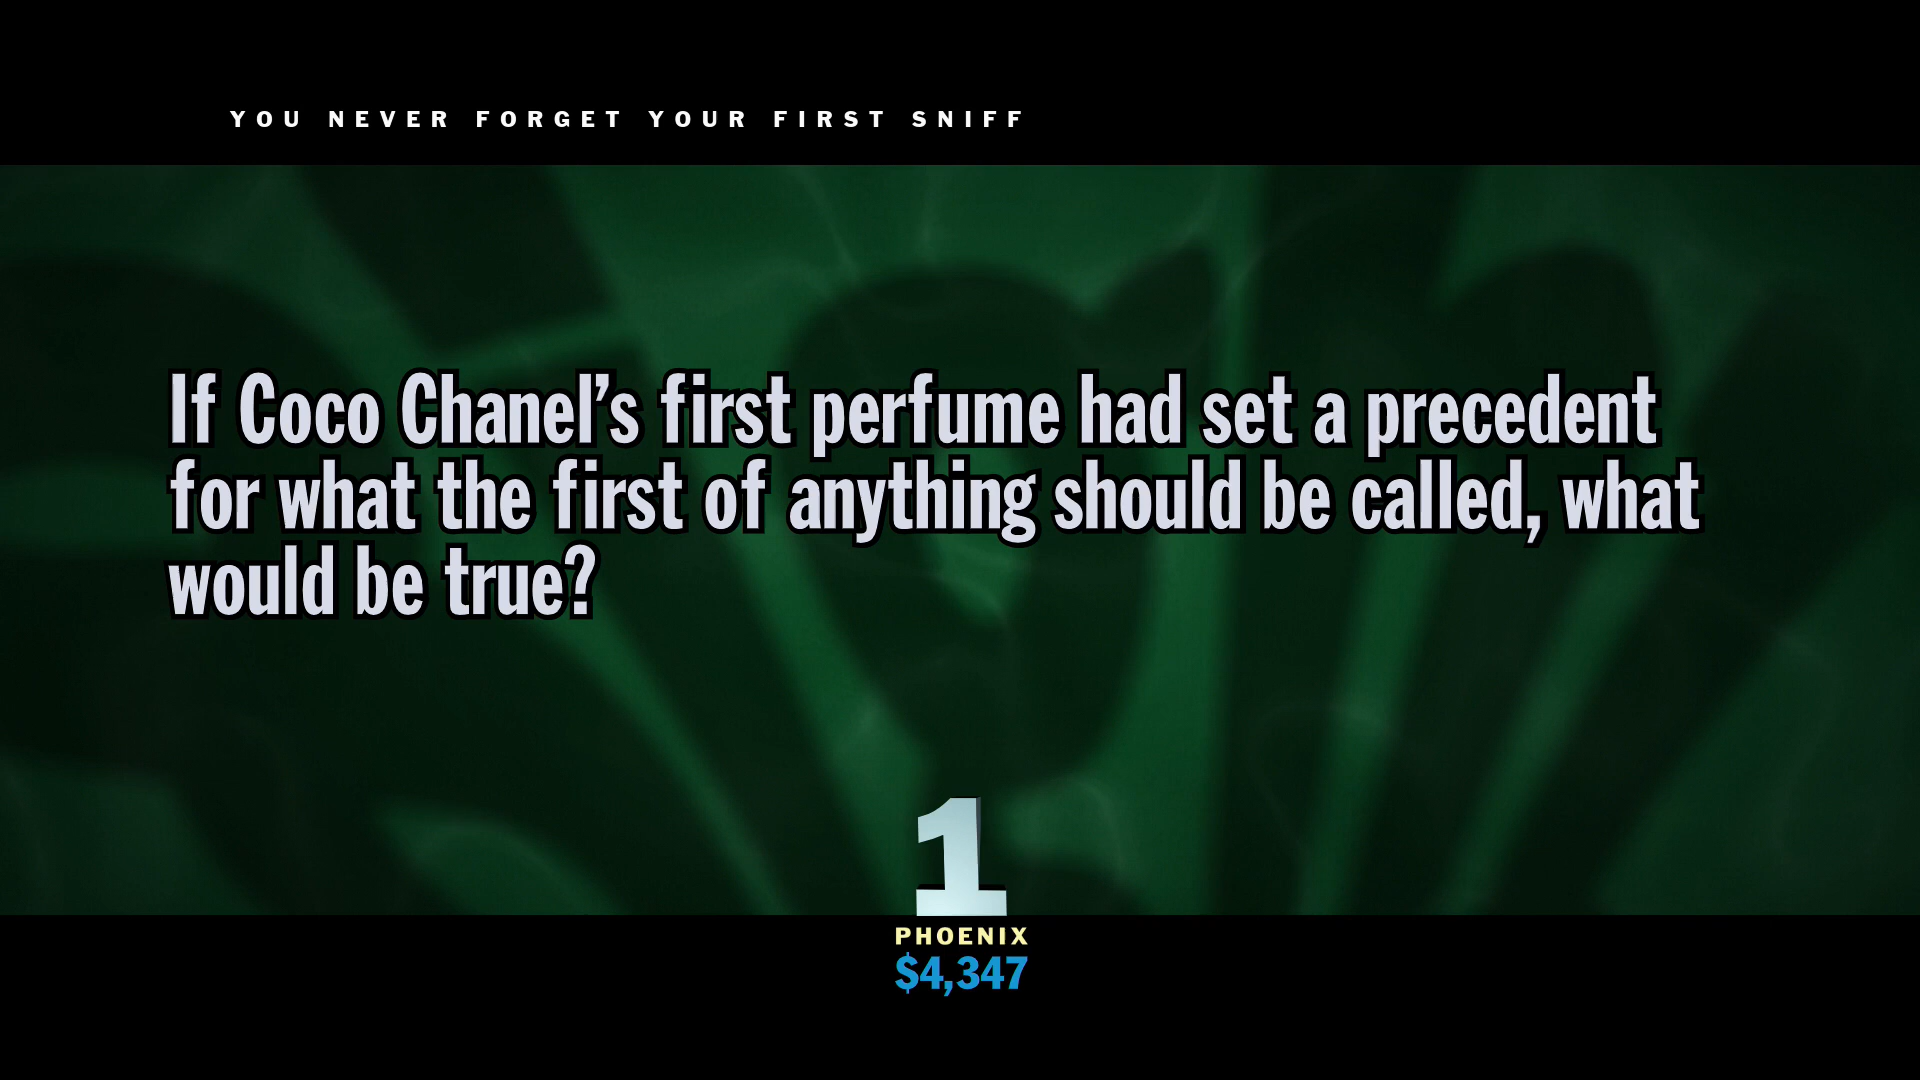 YOU NEVER FORGET YOUR FIRST SNIFF
If Coco Chanel’s first perfume had set a precedent
for what the first of anything should be called, what
would be true?
1
PHOENIX
$4,347